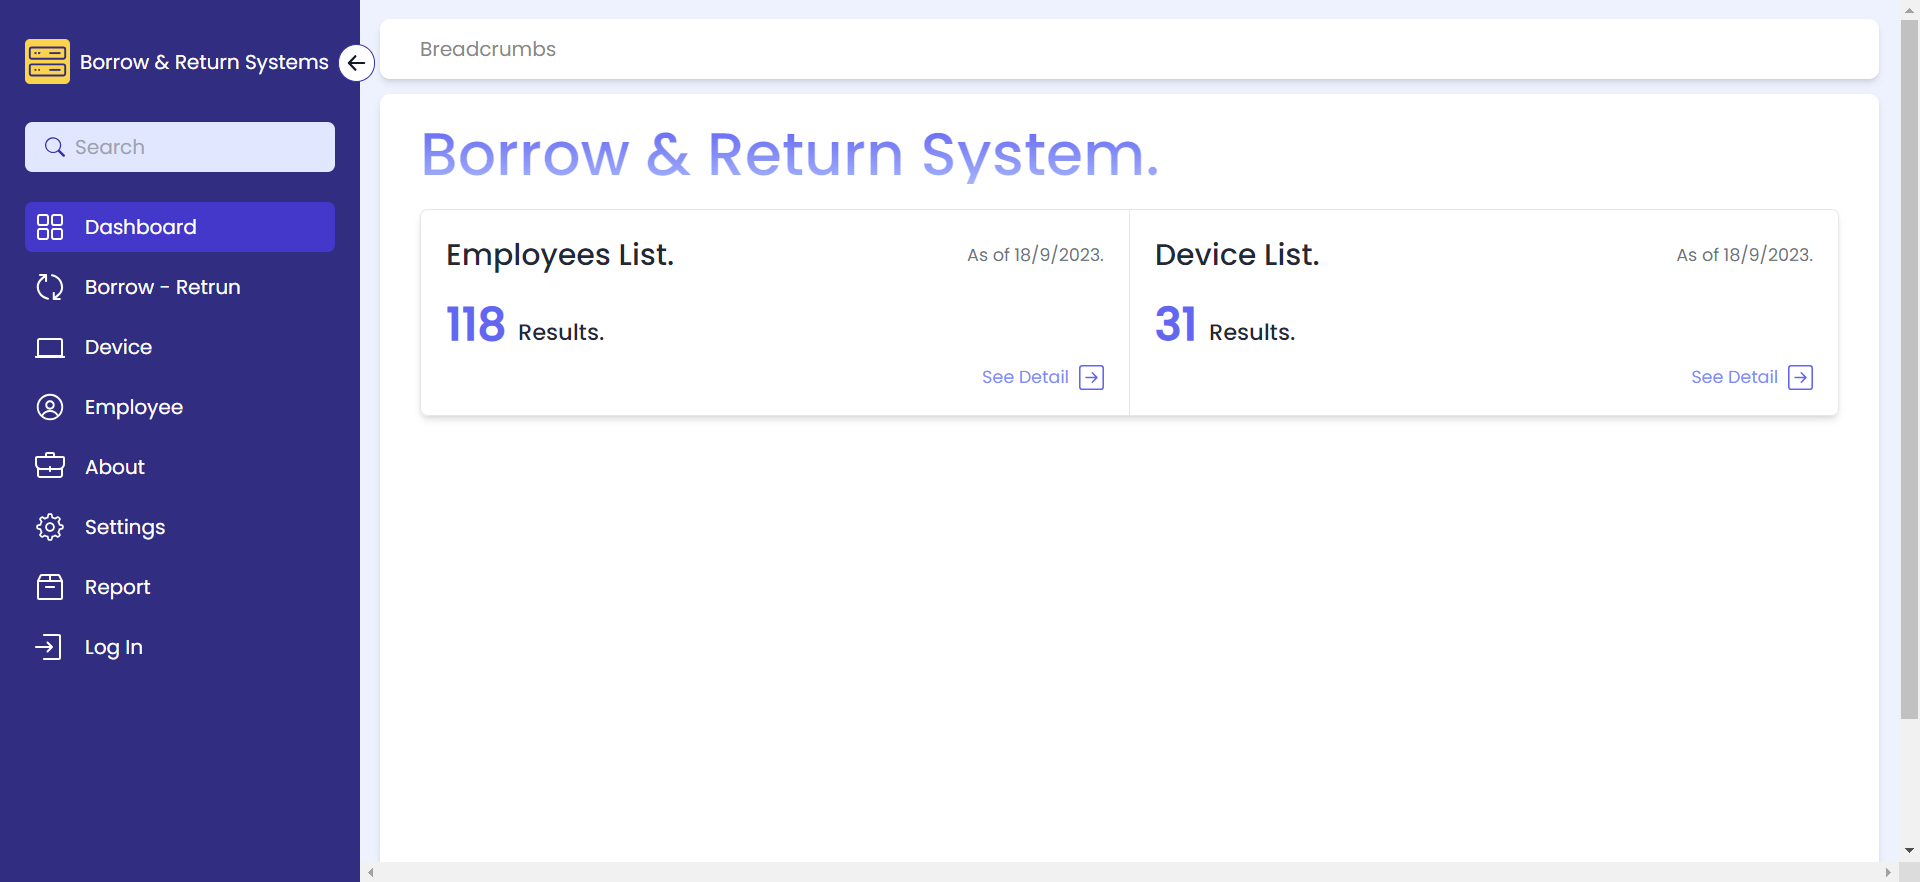 Borrow & Return Systems
Search
Dashboard
Borrow - Retrun
Device
Employee
About
Settings
Report
Log In
Breadcrumbs
Borrow & Return System.
Employees List.
As of 18/9/2023.
118 Results.
See Detail
Device List.
As of 18/9/2023.
31 Results.
See Detail